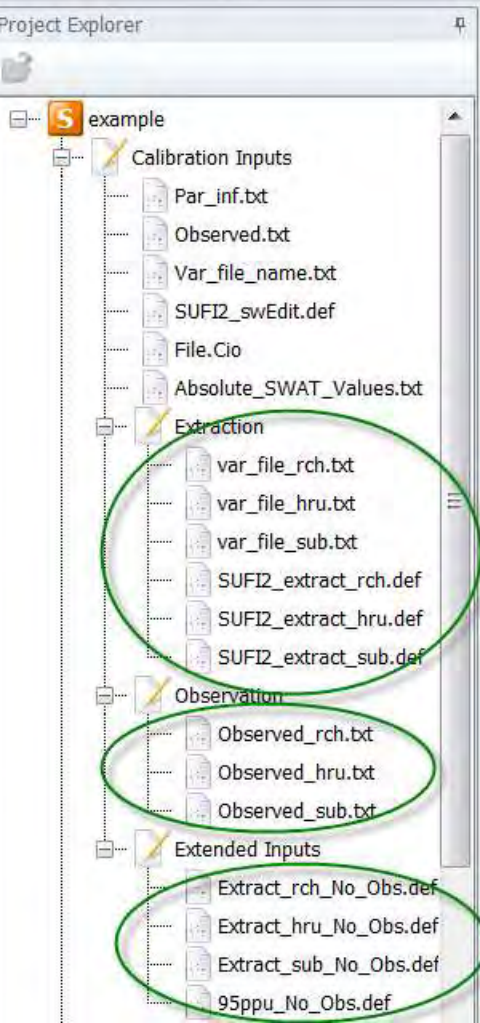 Project Explorer
S example
Calibration Inputs
Par_inf.txt
Observed.txt
Var_file_name.txt
SUFI2_swEdit.def
File.Cio
Absolute_SWAT_Values.txt
Extraction
var_file_rch.txt
var_file_hru.txt
var_file_sub.txt
SUFI2_extract_rch.def
SUFI2_extract_hru.def
SUFI2_extract_sub.def
Observation
Observed_rch.txt
Observed_hru.txt
Observed_sub.txt
Extended Inputs
Extract_rch_No_Obs.def
Extract_hru_No_Obs.def
Extract_sub_No_Obs.def
95ppu_No_Obs.def